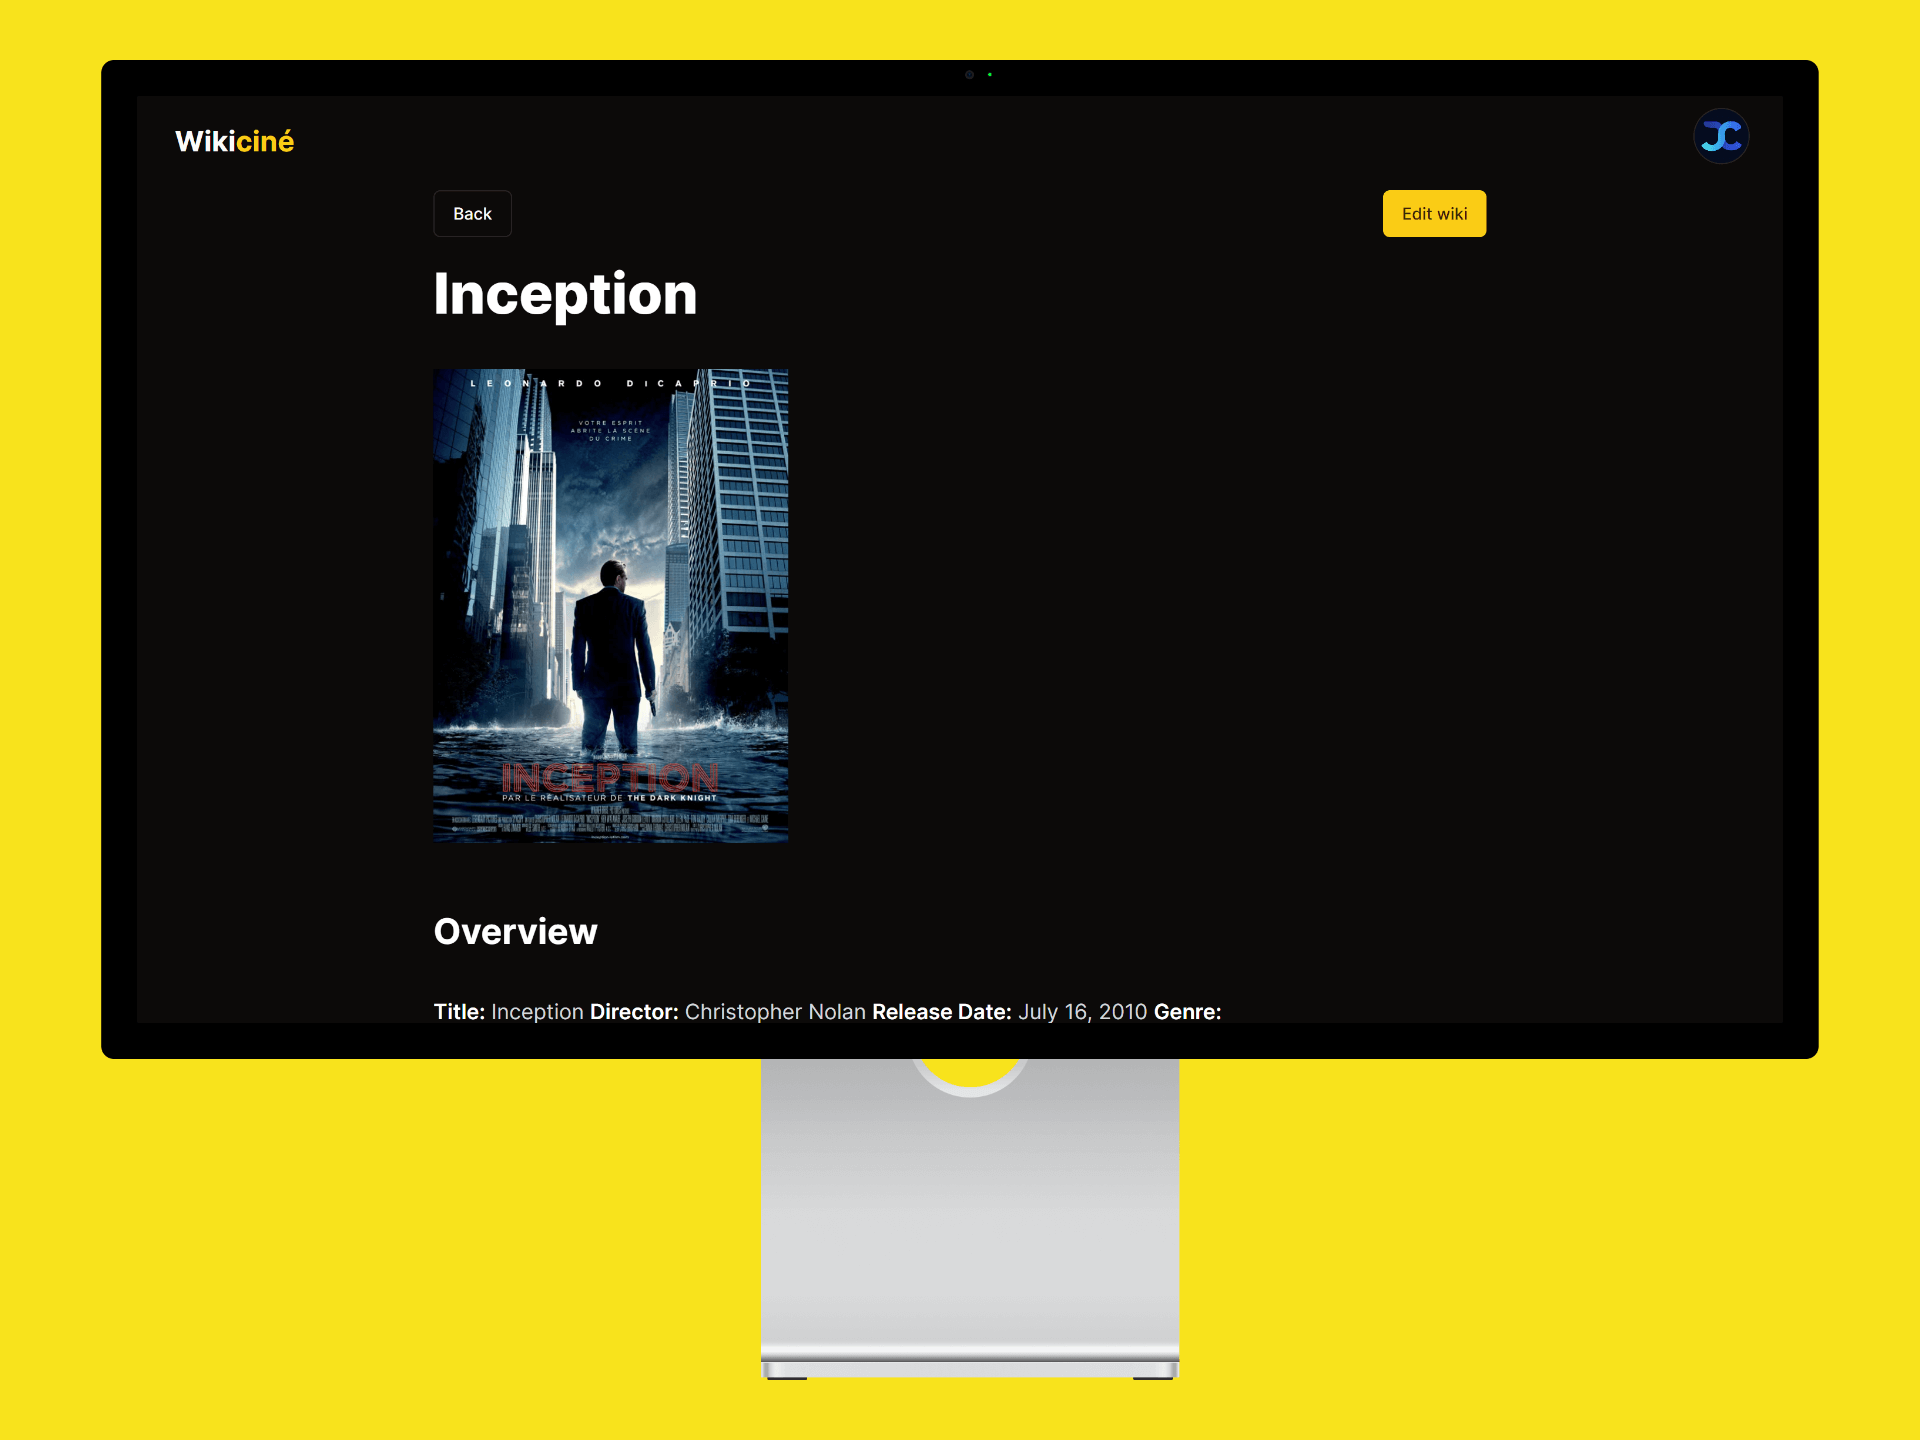 Wikiciné
JC
Back
Edit wiki
Inception
LEONARDO DICAPRIO
VOTRE ESPRIT
ABRITE LA SCÈNE
DU CRIME
INCEPTION
PAR LE RÉALISATEUR DE THE DARK KNIGHT
Overview
Title: Inception Director: Christopher Nolan Release Date: July 16, 2010 Genre: